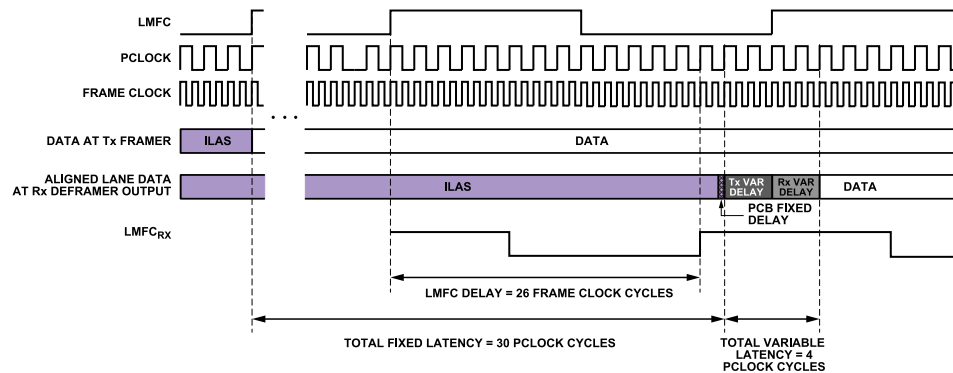 LMFC
PCLOCK
FRAME CLOCK
. . .
DATA AT Tx FRAMER
ILAS
DATA
ALIGNED LANE DATA
AT Rx DEFRAMER OUTPUT
ILAS
Tx VAR
DELAY
Rx VAR
DELAY
DATA
PCB FIXED
DELAY
LMFCRX
LMFC DELAY = 26 FRAME CLOCK CYCLES
TOTAL FIXED LATENCY = 30 PCLOCK CYCLES
TOTAL VARIABLE
LATENCY = 4
PCLOCK CYCLES